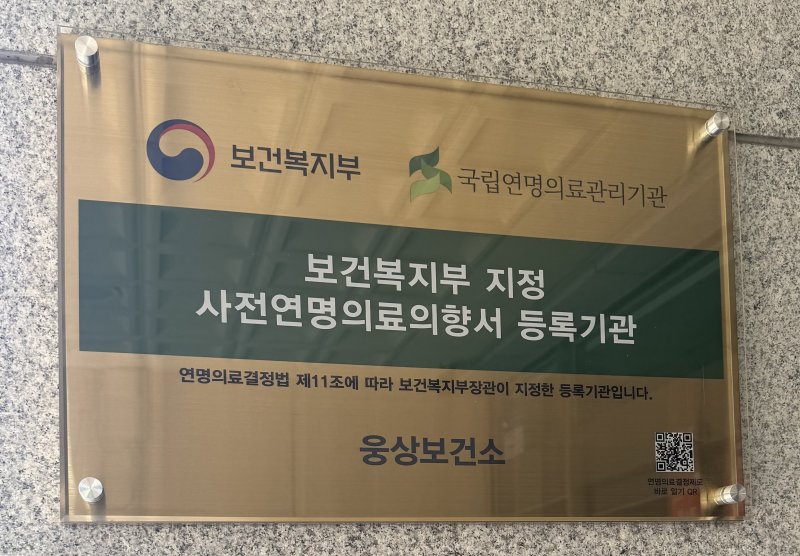 보건복지부 국립연명의료관리기관
보건복지부 지정
사전연명의료의향서 등록기관
연명의료결정법 제11조에 따라 보건복지부장관이 지정한 등록기관입니다.
웅상보건소
연명의료결정제도
바로 알기 QR